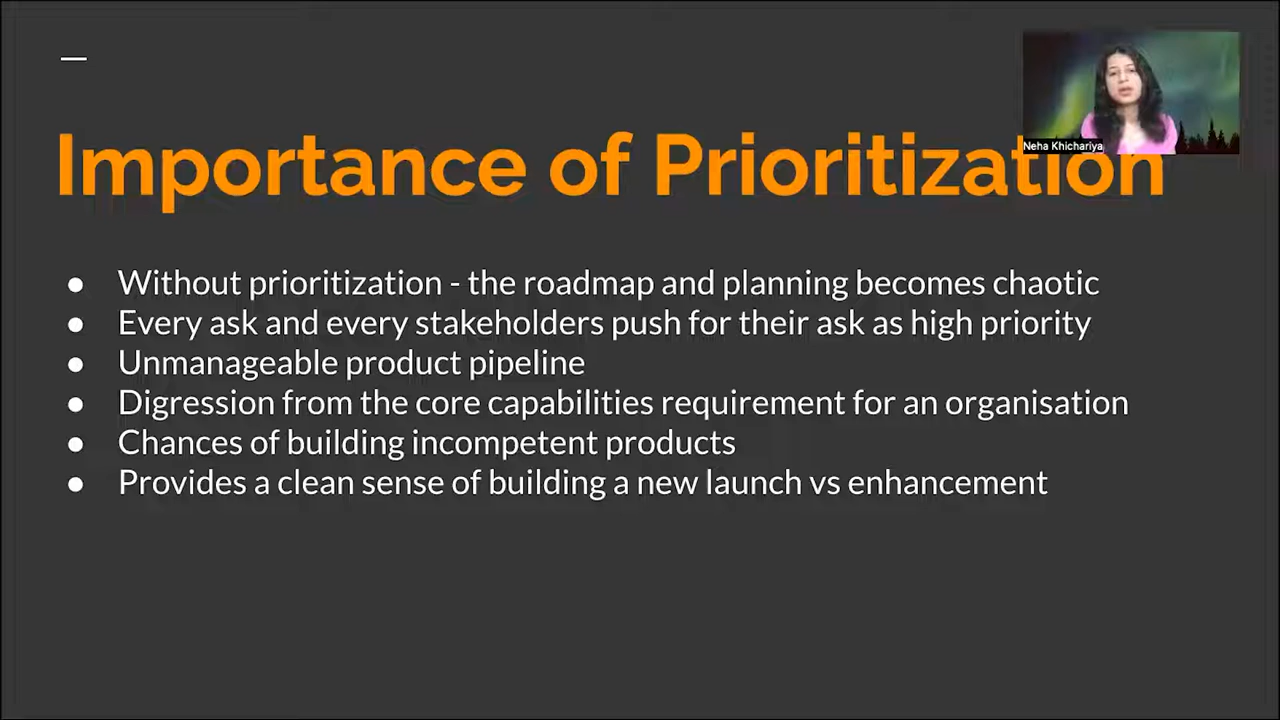 Neha Khichariya
Importance of Prioritization
● Without prioritization - the roadmap and planning becomes chaotic
● Every ask and every stakeholders push for their ask as high priority
● Unmanageable product pipeline
● Digression from the core capabilities requirement for an organisation
● Chances of building incompetent products
● Provides a clean sense of building a new launch vs enhancement